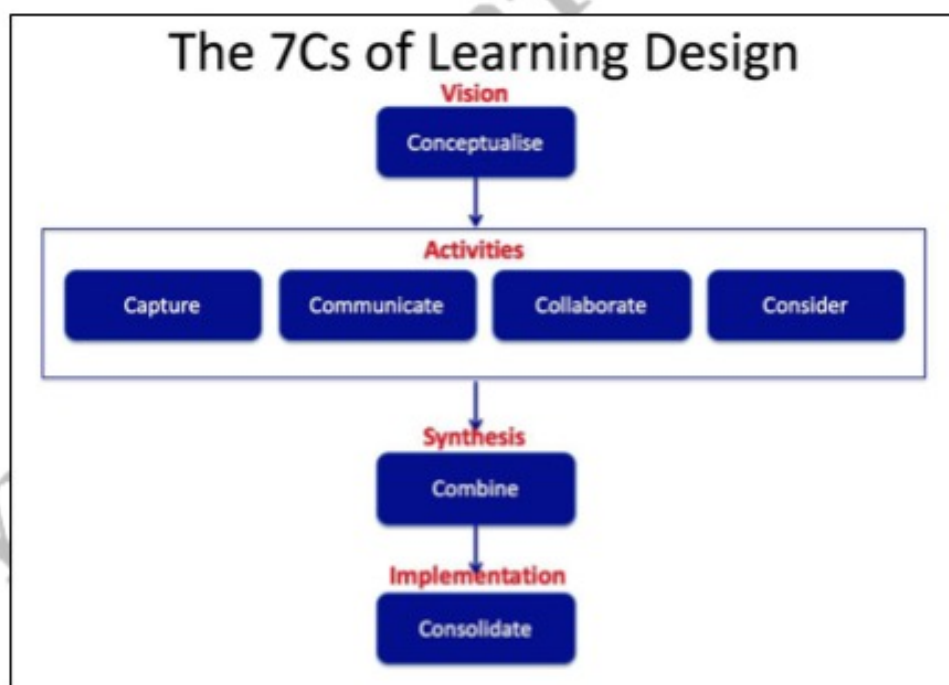 The 7Cs of Learning Design
Vision
Conceptualise
Activities
Capture
Communicate
Collaborate
Consider
Synthesis
Combine
Implementation
Consolidate